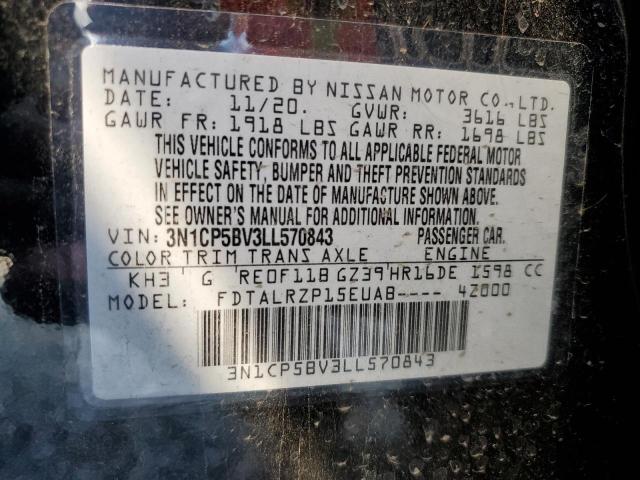 MANUFACTURED BY NISSAN MOTOR CO.,LTD.
DATE: 11/20. GVWR: 3616 LBS
GAWR FR: 1918 LBS GAWR RR: 1698 LBS
THIS VEHICLE CONFORMS TO ALL APPLICABLE FEDERAL MOTOR
VEHICLE SAFETY, BUMPER AND THEFT PREVENTION STANDARDS
IN EFFECT ON THE DATE OF MANUFACTURE SHOWN ABOVE.
SEE OWNER'S MANUAL FOR ADDITIONAL INFORMATION.
VIN: 3N1CP5BV3LL570843 PASSENGER CAR.
COLOR TRIM TRANS AXLE ENGINE
KH3 G RE0F11B GZ39 HR16DE 1598 CC
MODEL: FDTALRZP15EUAB---- 42000
3N1CP5BV3LL570843